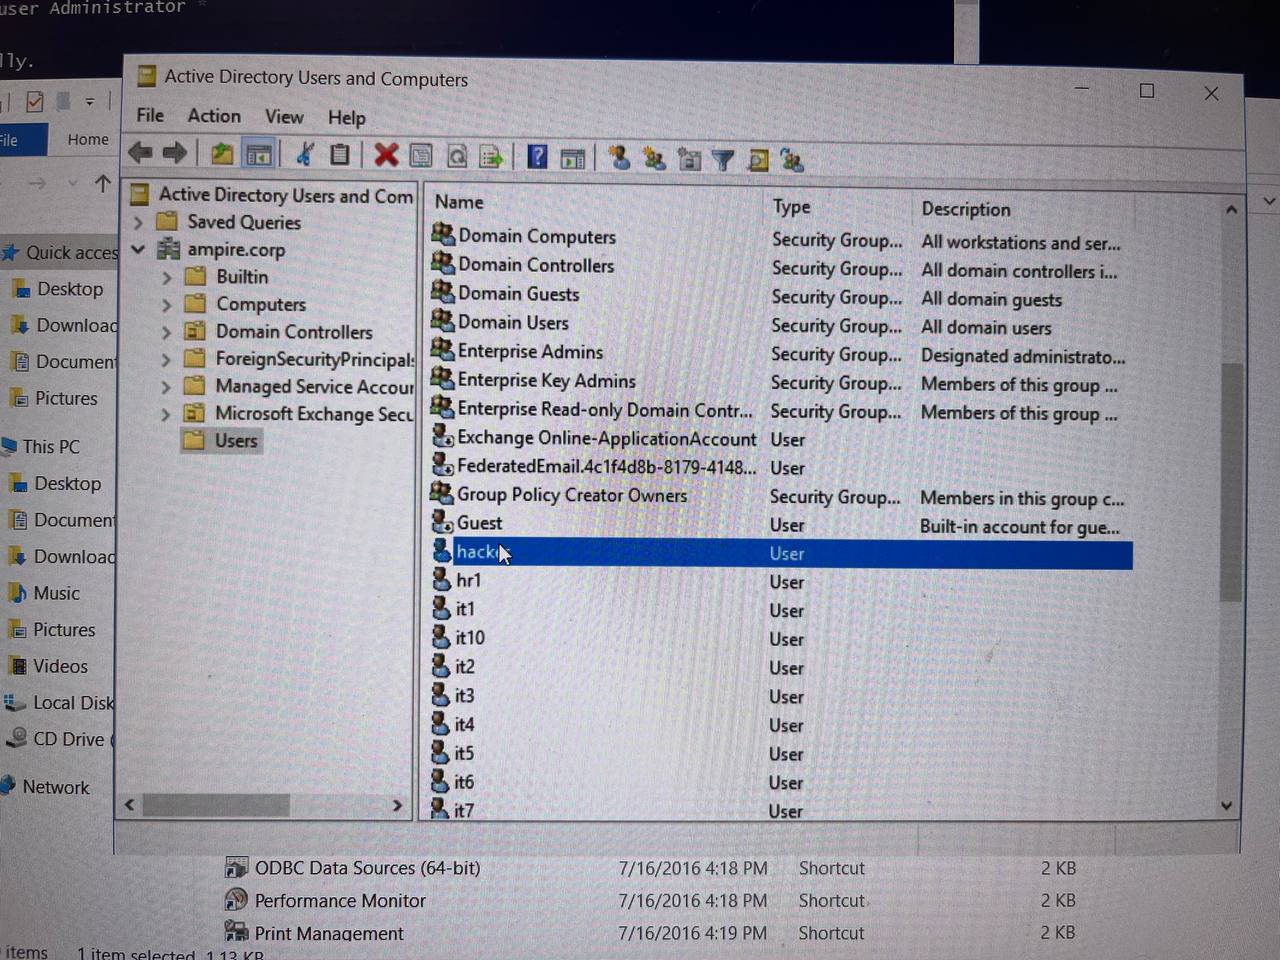 user Administrator "
lly.
Active Directory Users and Computers
File Action View Help
File Home
Active Directory Users and Com
Saved Queries
ampire.corp
Builtin
Computers
Domain Controllers
ForeignSecurityPrincipal
Managed Service Accour
Microsoft Exchange Secu
Users
Quick acces
Desktop
Download
Document
Pictures
This PC
Desktop
Document
Download
Music
Pictures
Videos
Local Disk
CD Drive (
Network
Name Type Description
Domain Computers Security Group... All workstations and ser...
Domain Controllers Security Group... All domain controllers i...
Domain Guests Security Group... All domain guests
Domain Users Security Group... All domain users
Enterprise Admins Security Group... Designated administrato...
Enterprise Key Admins Security Group... Members of this group ...
Enterprise Read-only Domain Contr... Security Group... Members of this group ...
Exchange Online-ApplicationAccount User
FederatedEmail.4c1f4d8b-8179-4148... User
Group Policy Creator Owners Security Group... Members in this group c...
Guest User Built-in account for gue...
hacke User
hr1 User
it1 User
it10 User
it2 User
it3 User
it4 User
it5 User
it6 User
it7 User
ODBC Data Sources (64-bit) 7/16/2016 4:18 PM Shortcut 2 KB
Performance Monitor 7/16/2016 4:18 PM Shortcut 2 KB
Print Management 7/16/2016 4:19 PM Shortcut 2 KB
items 1 item selected 1.13 KB